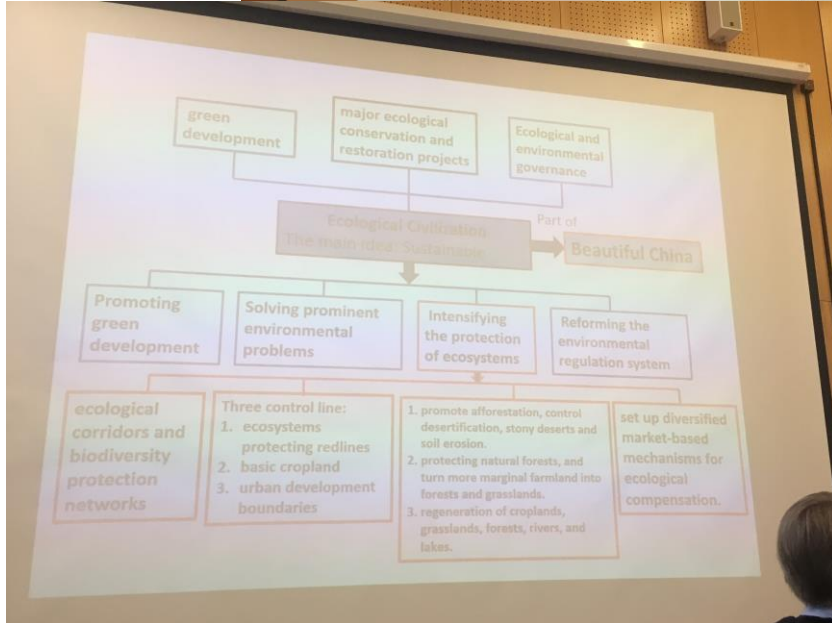 green
development
major ecological
conservation and
restoration projects
Ecological and
environmental
governance
Ecological Civilization
The main-idea: Sustainable
Part of
Beautiful China
Promoting
green
development
Solving prominent
environmental
problems
Intensifying
the protection
of ecosystems
Reforming the
environmental
regulation system
ecological
corridors and
biodiversity
protection
networks
Three control line:
1. ecosystems
protecting redlines
2. basic cropland
3. urban development
boundaries
1. promote afforestation, control
desertification, stony deserts and
soil erosion.
2. protecting natural forests, and
turn more marginal farmland into
forests and grasslands.
3. regeneration of croplands,
grasslands, forests, rivers, and
lakes.
set up diversified
market-based
mechanisms for
ecological
compensation.